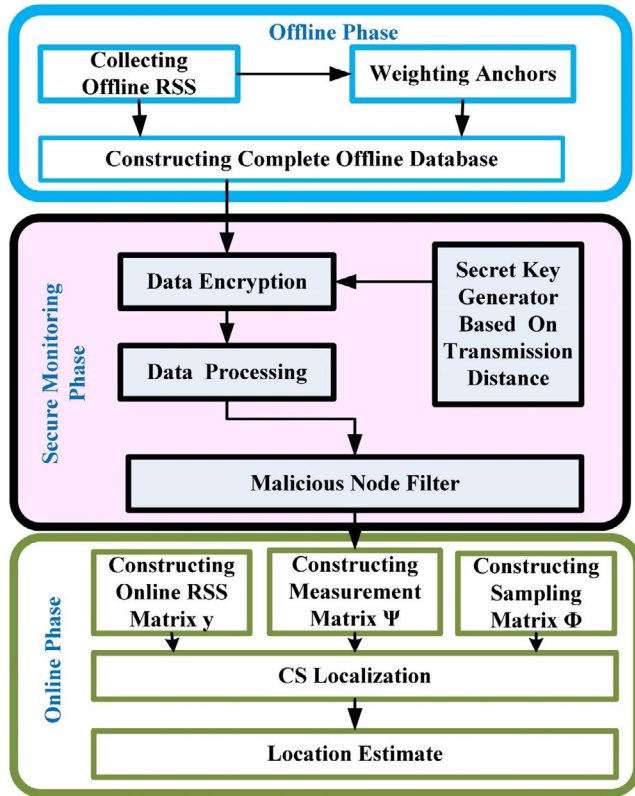 Offline Phase
Collecting
Offline RSS
Weighting Anchors
Constructing Complete Offline Database
Secure Monitoring
Phase
Data Encryption
Secret Key
Generator
Based On
Transmission
Distance
Data Processing
Malicious Node Filter
Online Phase
Constructing
Online RSS
Matrix y
Constructing
Measurement
Matrix Ψ
Constructing
Sampling
Matrix Φ
CS Localization
Location Estimate